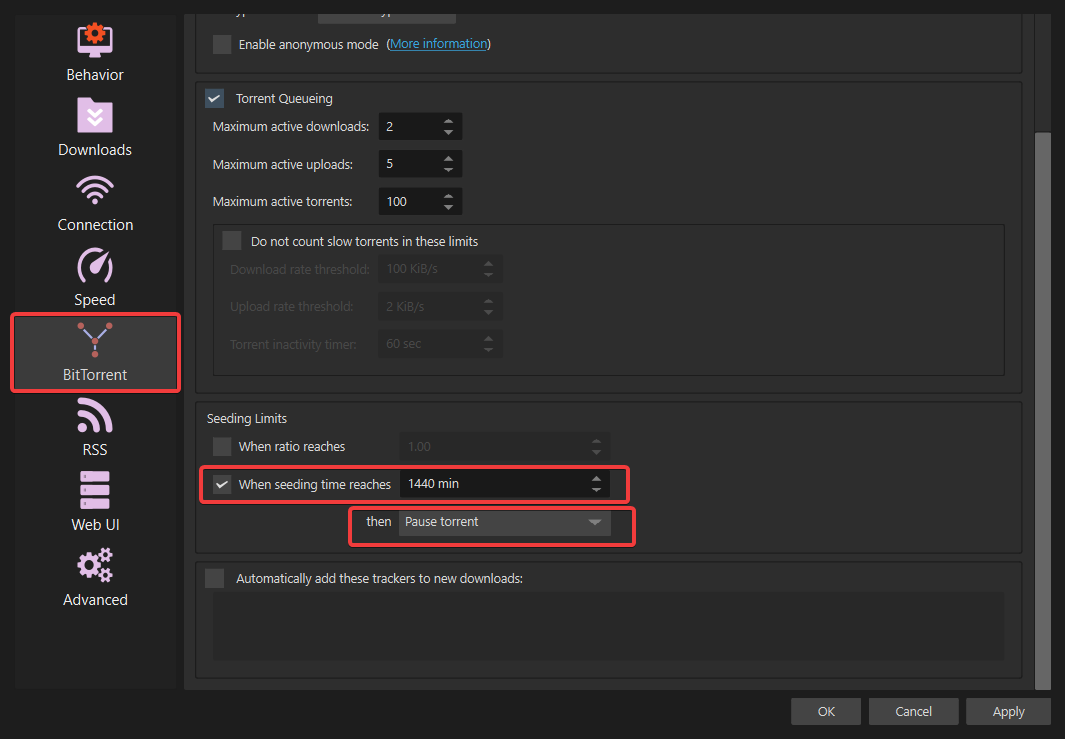 Behavior
Downloads
Connection
Speed
BitTorrent
RSS
Web UI
Advanced
Enable anonymous mode (More information)
Torrent Queueing
Maximum active downloads: 2
Maximum active uploads: 5
Maximum active torrents: 100
Do not count slow torrents in these limits
Download rate threshold: 100 KiB/s
Upload rate threshold: 2 KiB/s
Torrent inactivity timer: 60 sec
Seeding Limits
When ratio reaches 1.00
When seeding time reaches 1440 min
then Pause torrent
Automatically add these trackers to new downloads:
OK Cancel Apply